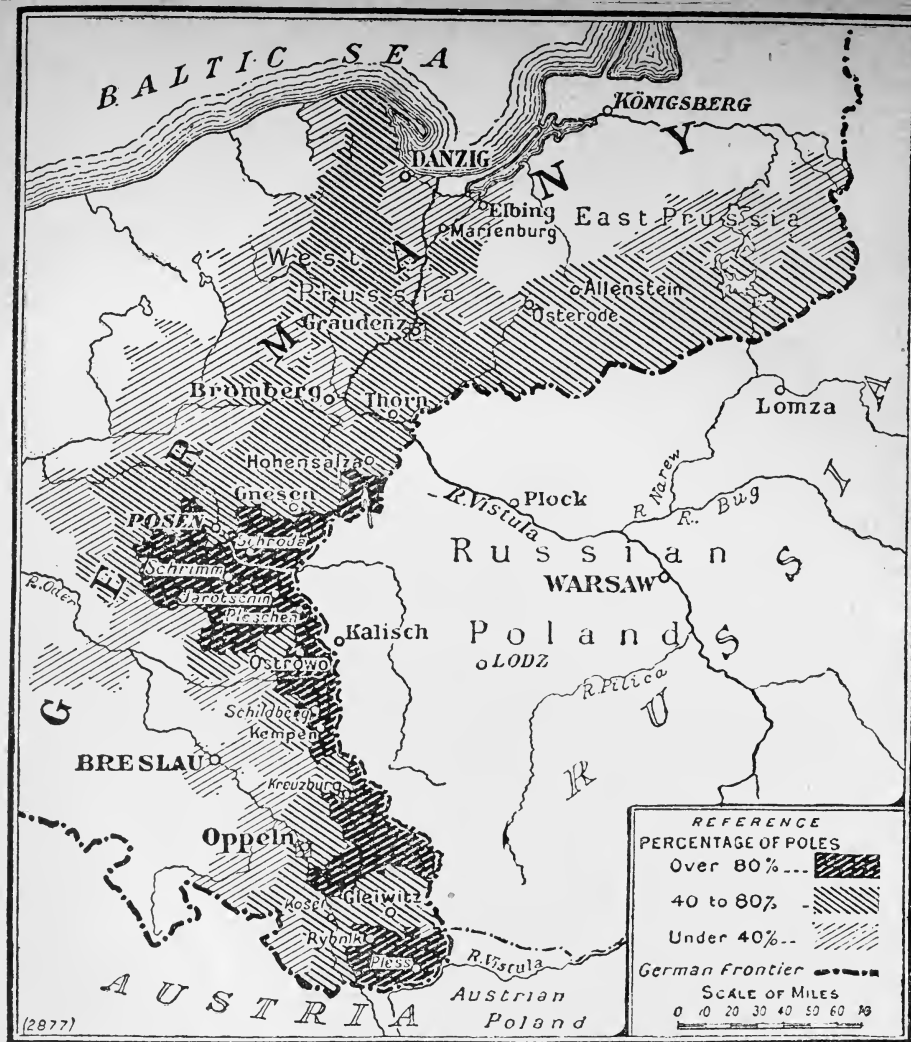 BALTIC SEA
KÖNIGSBERG
DANZIG
GERMANY
Elbing
Marienburg
East Prussia
West
Prussia
Allenstein
Osterode
Graudenz
Bromberg
Thorn
Lomza
Hohensalza
Gnesen
R. Narew
R. Bug
R. Vistula
Plock
POSEN
Schroda
Russian
Poland
WARSAW
RUSSIA
Schrimm
Jarotschin
Pleschen
R. Oder
Kalisch
LODZ
Ostrowo
R. Pilica
Schildberg
Kempen
BRESLAU
Kreuzburg
Oppeln
Gleiwitz
Kosel
Rybnik
Pless
R. Vistula
AUSTRIA
Austrian
Poland
REFERENCE
PERCENTAGE OF POLES
Over 80%
40 to 80%
Under 40%
German Frontier
SCALE OF MILES
0 10 20 30 40 50 60 70
(2877)